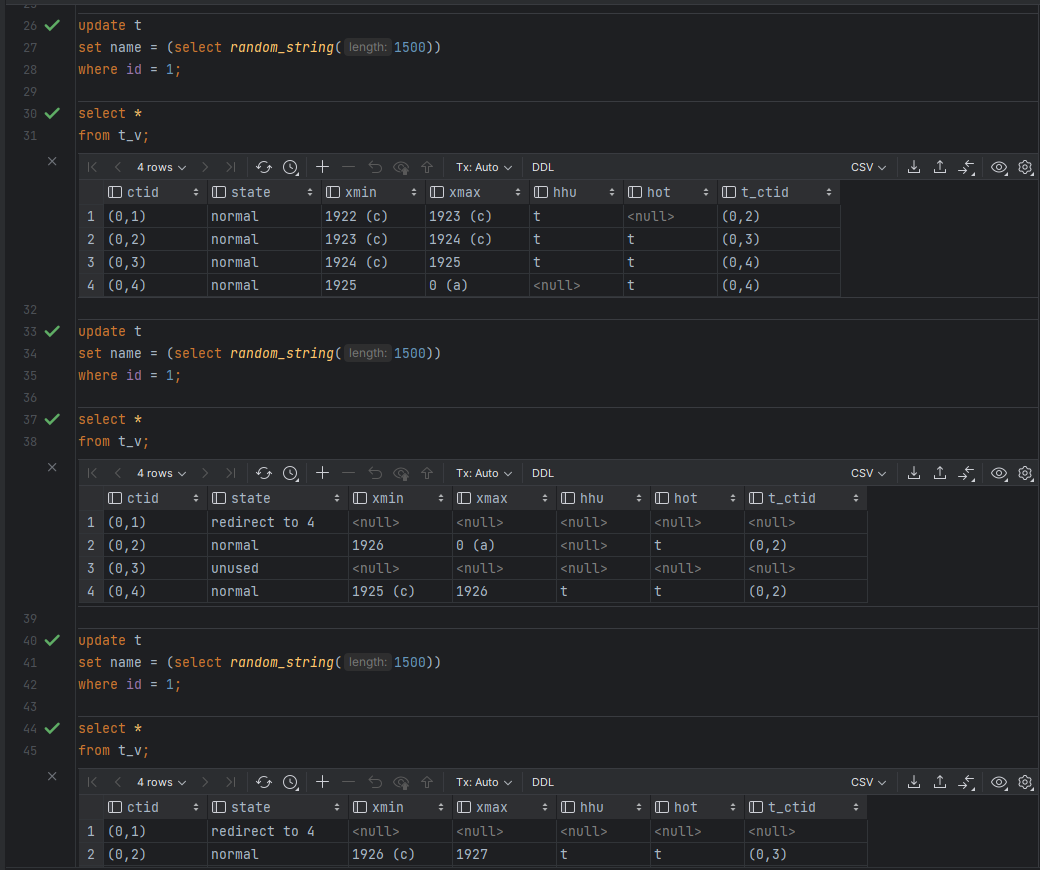 25
26 update t
27 set name = (select random_string( length: 1500))
28 where id = 1;
29
30 select *
31 from t_v;
4 rows Tx: Auto DDL CSV
ctid state xmin xmax hhu hot t_ctid
1 (0,1) normal 1922 (c) 1923 (c) t <null> (0,2)
2 (0,2) normal 1923 (c) 1924 (c) t t (0,3)
3 (0,3) normal 1924 (c) 1925 t t (0,4)
4 (0,4) normal 1925 0 (a) <null> t (0,4)
32
33 update t
34 set name = (select random_string( length: 1500))
35 where id = 1;
36
37 select *
38 from t_v;
4 rows Tx: Auto DDL CSV
ctid state xmin xmax hhu hot t_ctid
1 (0,1) redirect to 4 <null> <null> <null> <null> <null>
2 (0,2) normal 1926 0 (a) <null> t (0,2)
3 (0,3) unused <null> <null> <null> <null> <null>
4 (0,4) normal 1925 (c) 1926 t t (0,2)
39
40 update t
41 set name = (select random_string( length: 1500))
42 where id = 1;
43
44 select *
45 from t_v;
4 rows Tx: Auto DDL CSV
ctid state xmin xmax hhu hot t_ctid
1 (0,1) redirect to 4 <null> <null> <null> <null> <null>
2 (0,2) normal 1926 (c) 1927 t t (0,3)